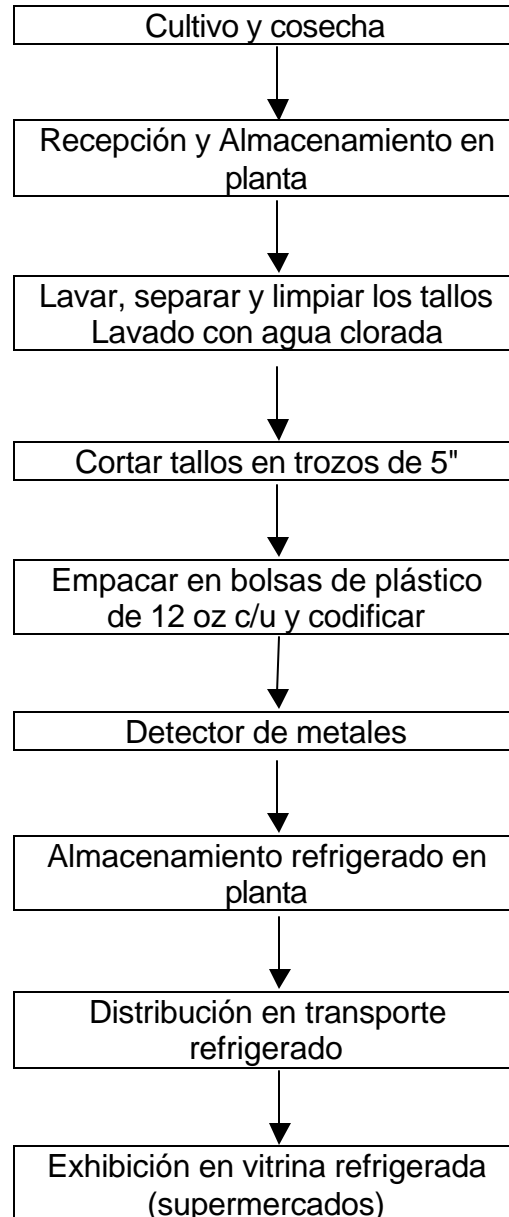 Cultivo y cosecha
Recepción y Almacenamiento en
planta
Lavar, separar y limpiar los tallos
Lavado con agua clorada
Cortar tallos en trozos de 5"
Empacar en bolsas de plástico
de 12 oz c/u y codificar
Detector de metales
Almacenamiento refrigerado en
planta
Distribución en transporte
refrigerado
Exhibición en vitrina refrigerada
(supermercados)